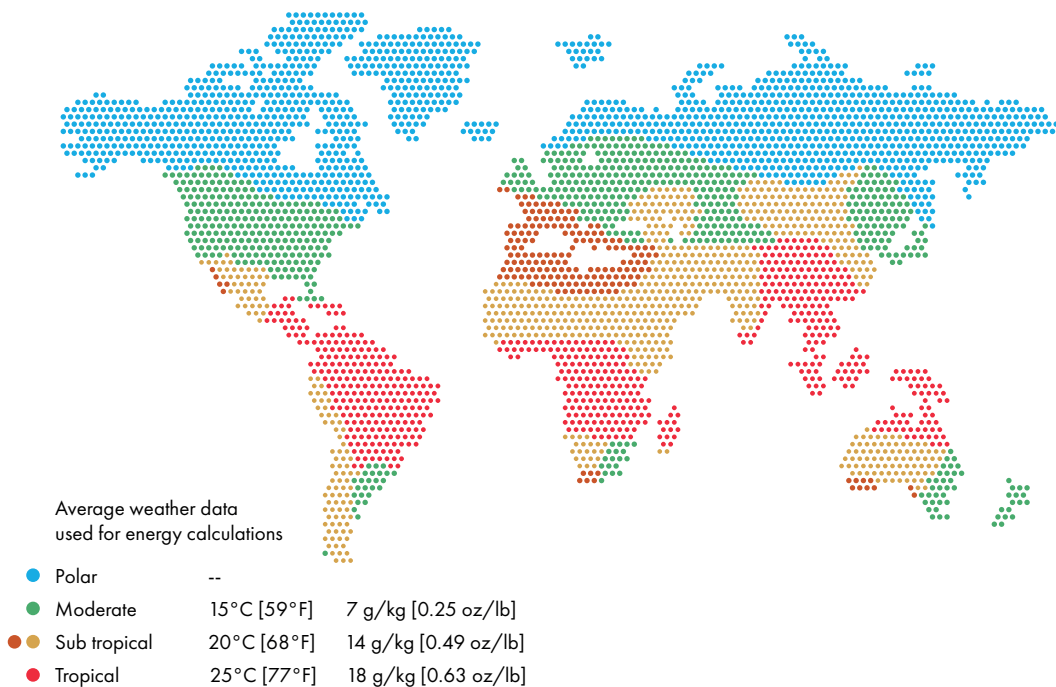 Average weather data
used for energy calculations
Polar --
Moderate 15°C [59°F] 7 g/kg [0.25 oz/lb]
Sub tropical 20°C [68°F] 14 g/kg [0.49 oz/lb]
Tropical 25°C [77°F] 18 g/kg [0.63 oz/lb]